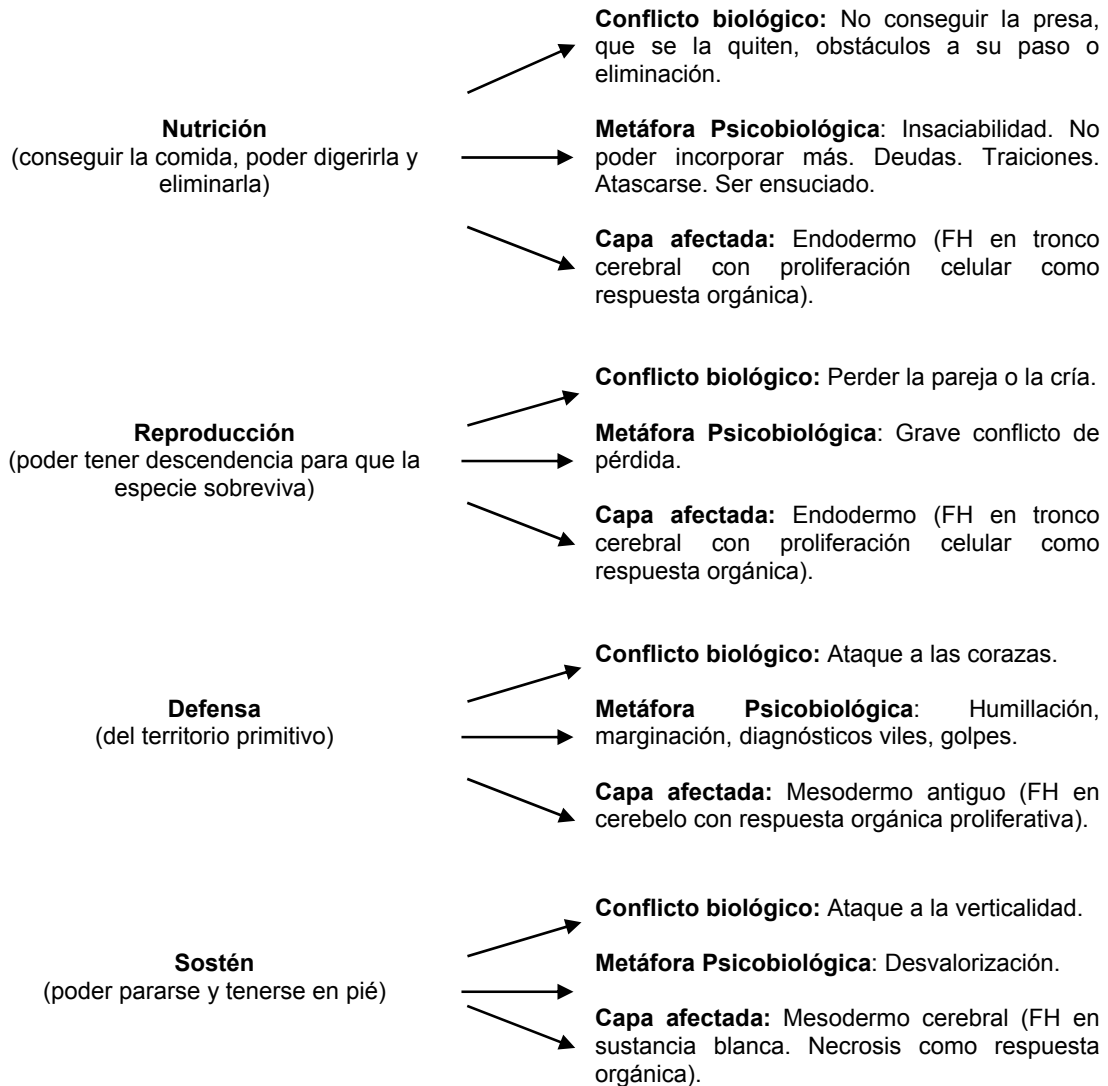 Nutrición
(conseguir la comida, poder digerirla y
eliminarla)
Conflicto biológico: No conseguir la presa,
que se la quiten, obstáculos a su paso o
eliminación.
Metáfora Psicobiológica: Insaciabilidad. No
poder incorporar más. Deudas. Traiciones.
Atascarse. Ser ensuciado.
Capa afectada: Endodermo (FH en tronco
cerebral con proliferación celular como
respuesta orgánica).
Reproducción
(poder tener descendencia para que la
especie sobreviva)
Conflicto biológico: Perder la pareja o la cría.
Metáfora Psicobiológica: Grave conflicto de
pérdida.
Capa afectada: Endodermo (FH en tronco
cerebral con proliferación celular como
respuesta orgánica).
Defensa
(del territorio primitivo)
Conflicto biológico: Ataque a las corazas.
Metáfora Psicobiológica: Humillación,
marginación, diagnósticos viles, golpes.
Capa afectada: Mesodermo antiguo (FH en
cerebelo con respuesta orgánica proliferativa).
Sostén
(poder pararse y tenerse en pié)
Conflicto biológico: Ataque a la verticalidad.
Metáfora Psicobiológica: Desvalorización.
Capa afectada: Mesodermo cerebral (FH en
sustancia blanca. Necrosis como respuesta
orgánica).